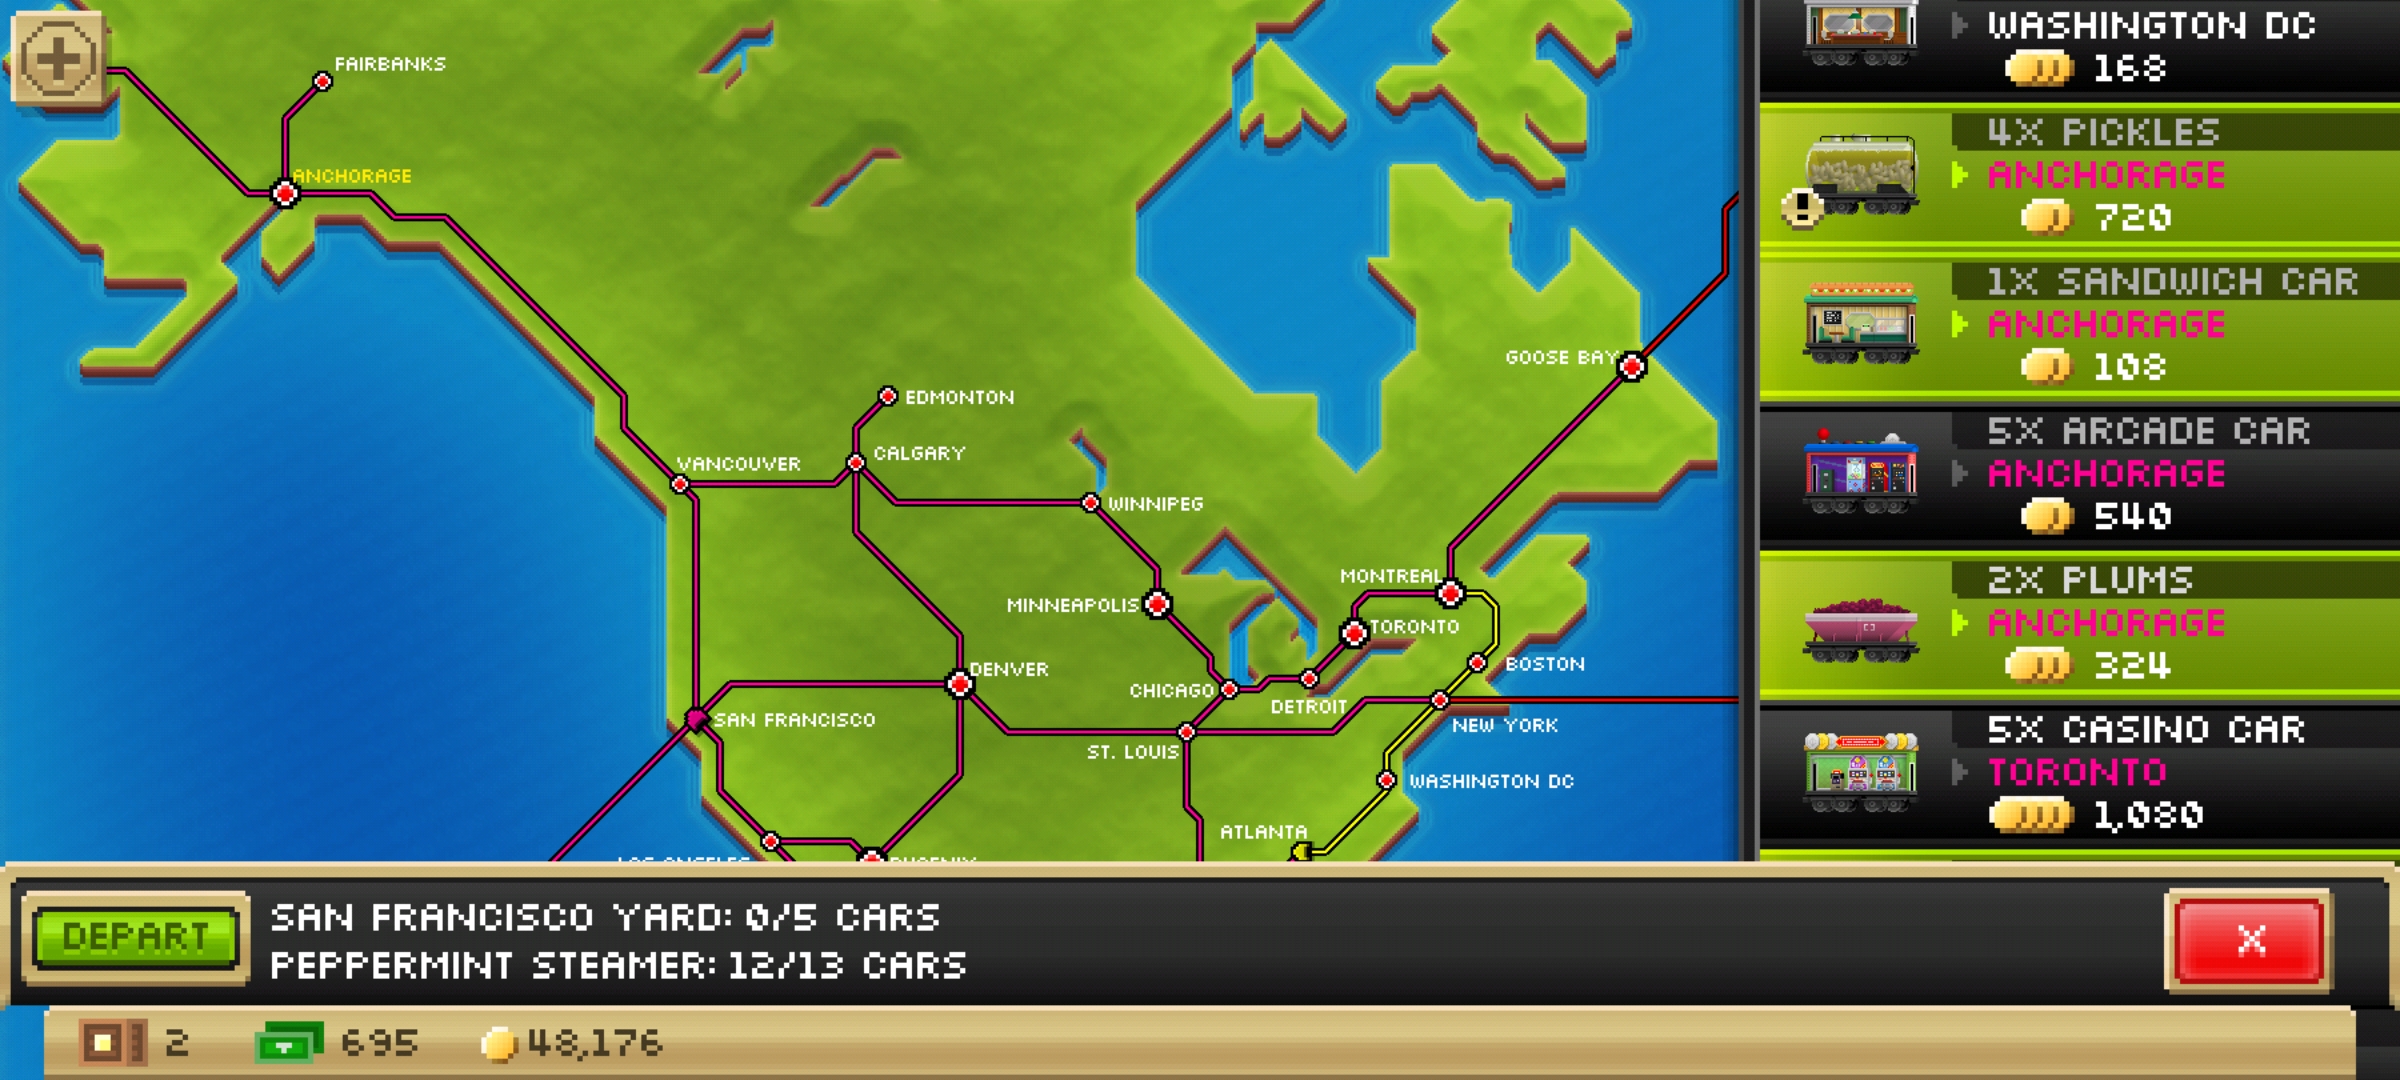 FAIRBANKS
ANCHORAGE
EDMONTON
CALGARY
VANCOUVER
WINNIPEG
GOOSE BAY
MINNEAPOLIS
MONTREAL
TORONTO
BOSTON
DENVER
CHICAGO
DETROIT
SAN FRANCISCO
NEW YORK
ST. LOUIS
WASHINGTON DC
ATLANTA
LOS ANGELES
PHOENIX
WASHINGTON DC
168
4X PICKLES
ANCHORAGE
720
1X SANDWICH CAR
ANCHORAGE
108
5X ARCADE CAR
ANCHORAGE
540
2X PLUMS
ANCHORAGE
324
5X CASINO CAR
TORONTO
1,080
DEPART
SAN FRANCISCO YARD: 0/5 CARS
PEPPERMINT STEAMER: 12/13 CARS
X
2
695
48,176